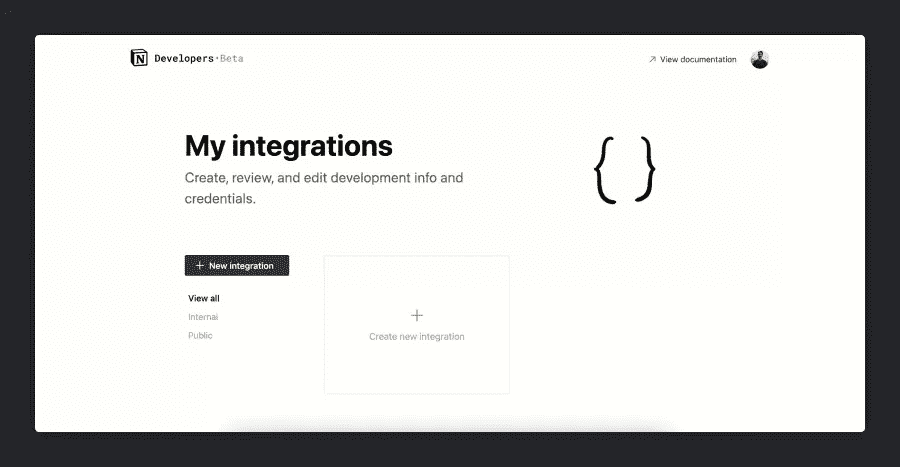 N Developers•Beta
↗ View documentation
My integrations
Create, review, and edit development info and
credentials.
{ }
+ New integration
View all
Internal
Public
+
Create new integration